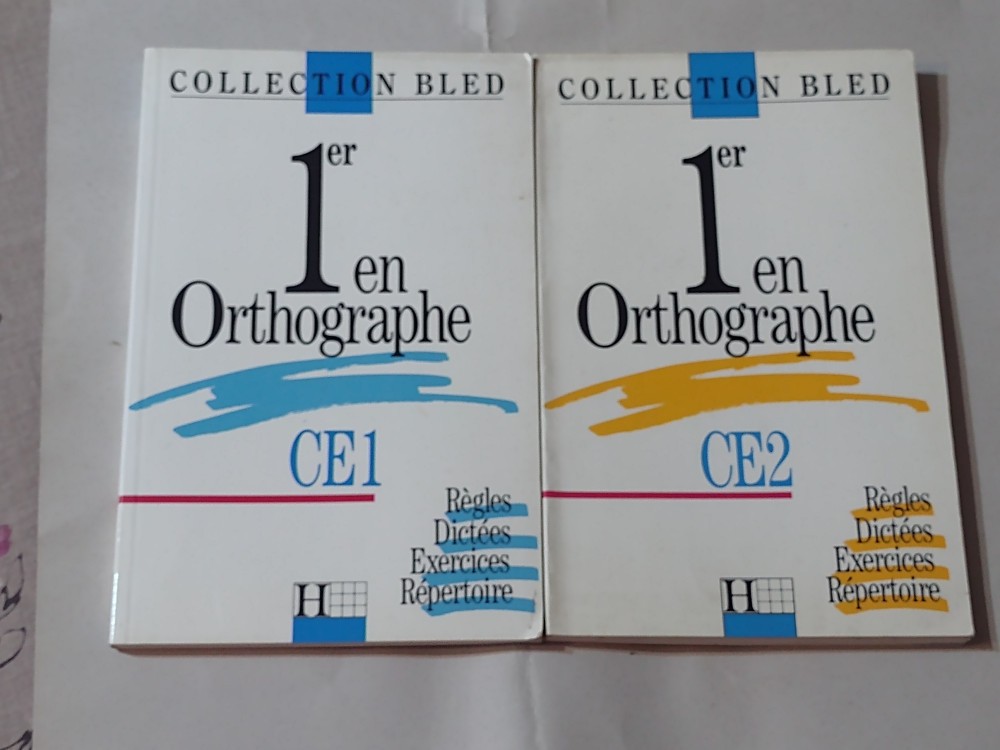 COLLECTION BLED
1er en
Orthographe
CE1
Règles
Dictées
Exercices
Répertoire
H
COLLECTION BLED
1er en
Orthographe
CE2
Règles
Dictées
Exercices
Répertoire
H